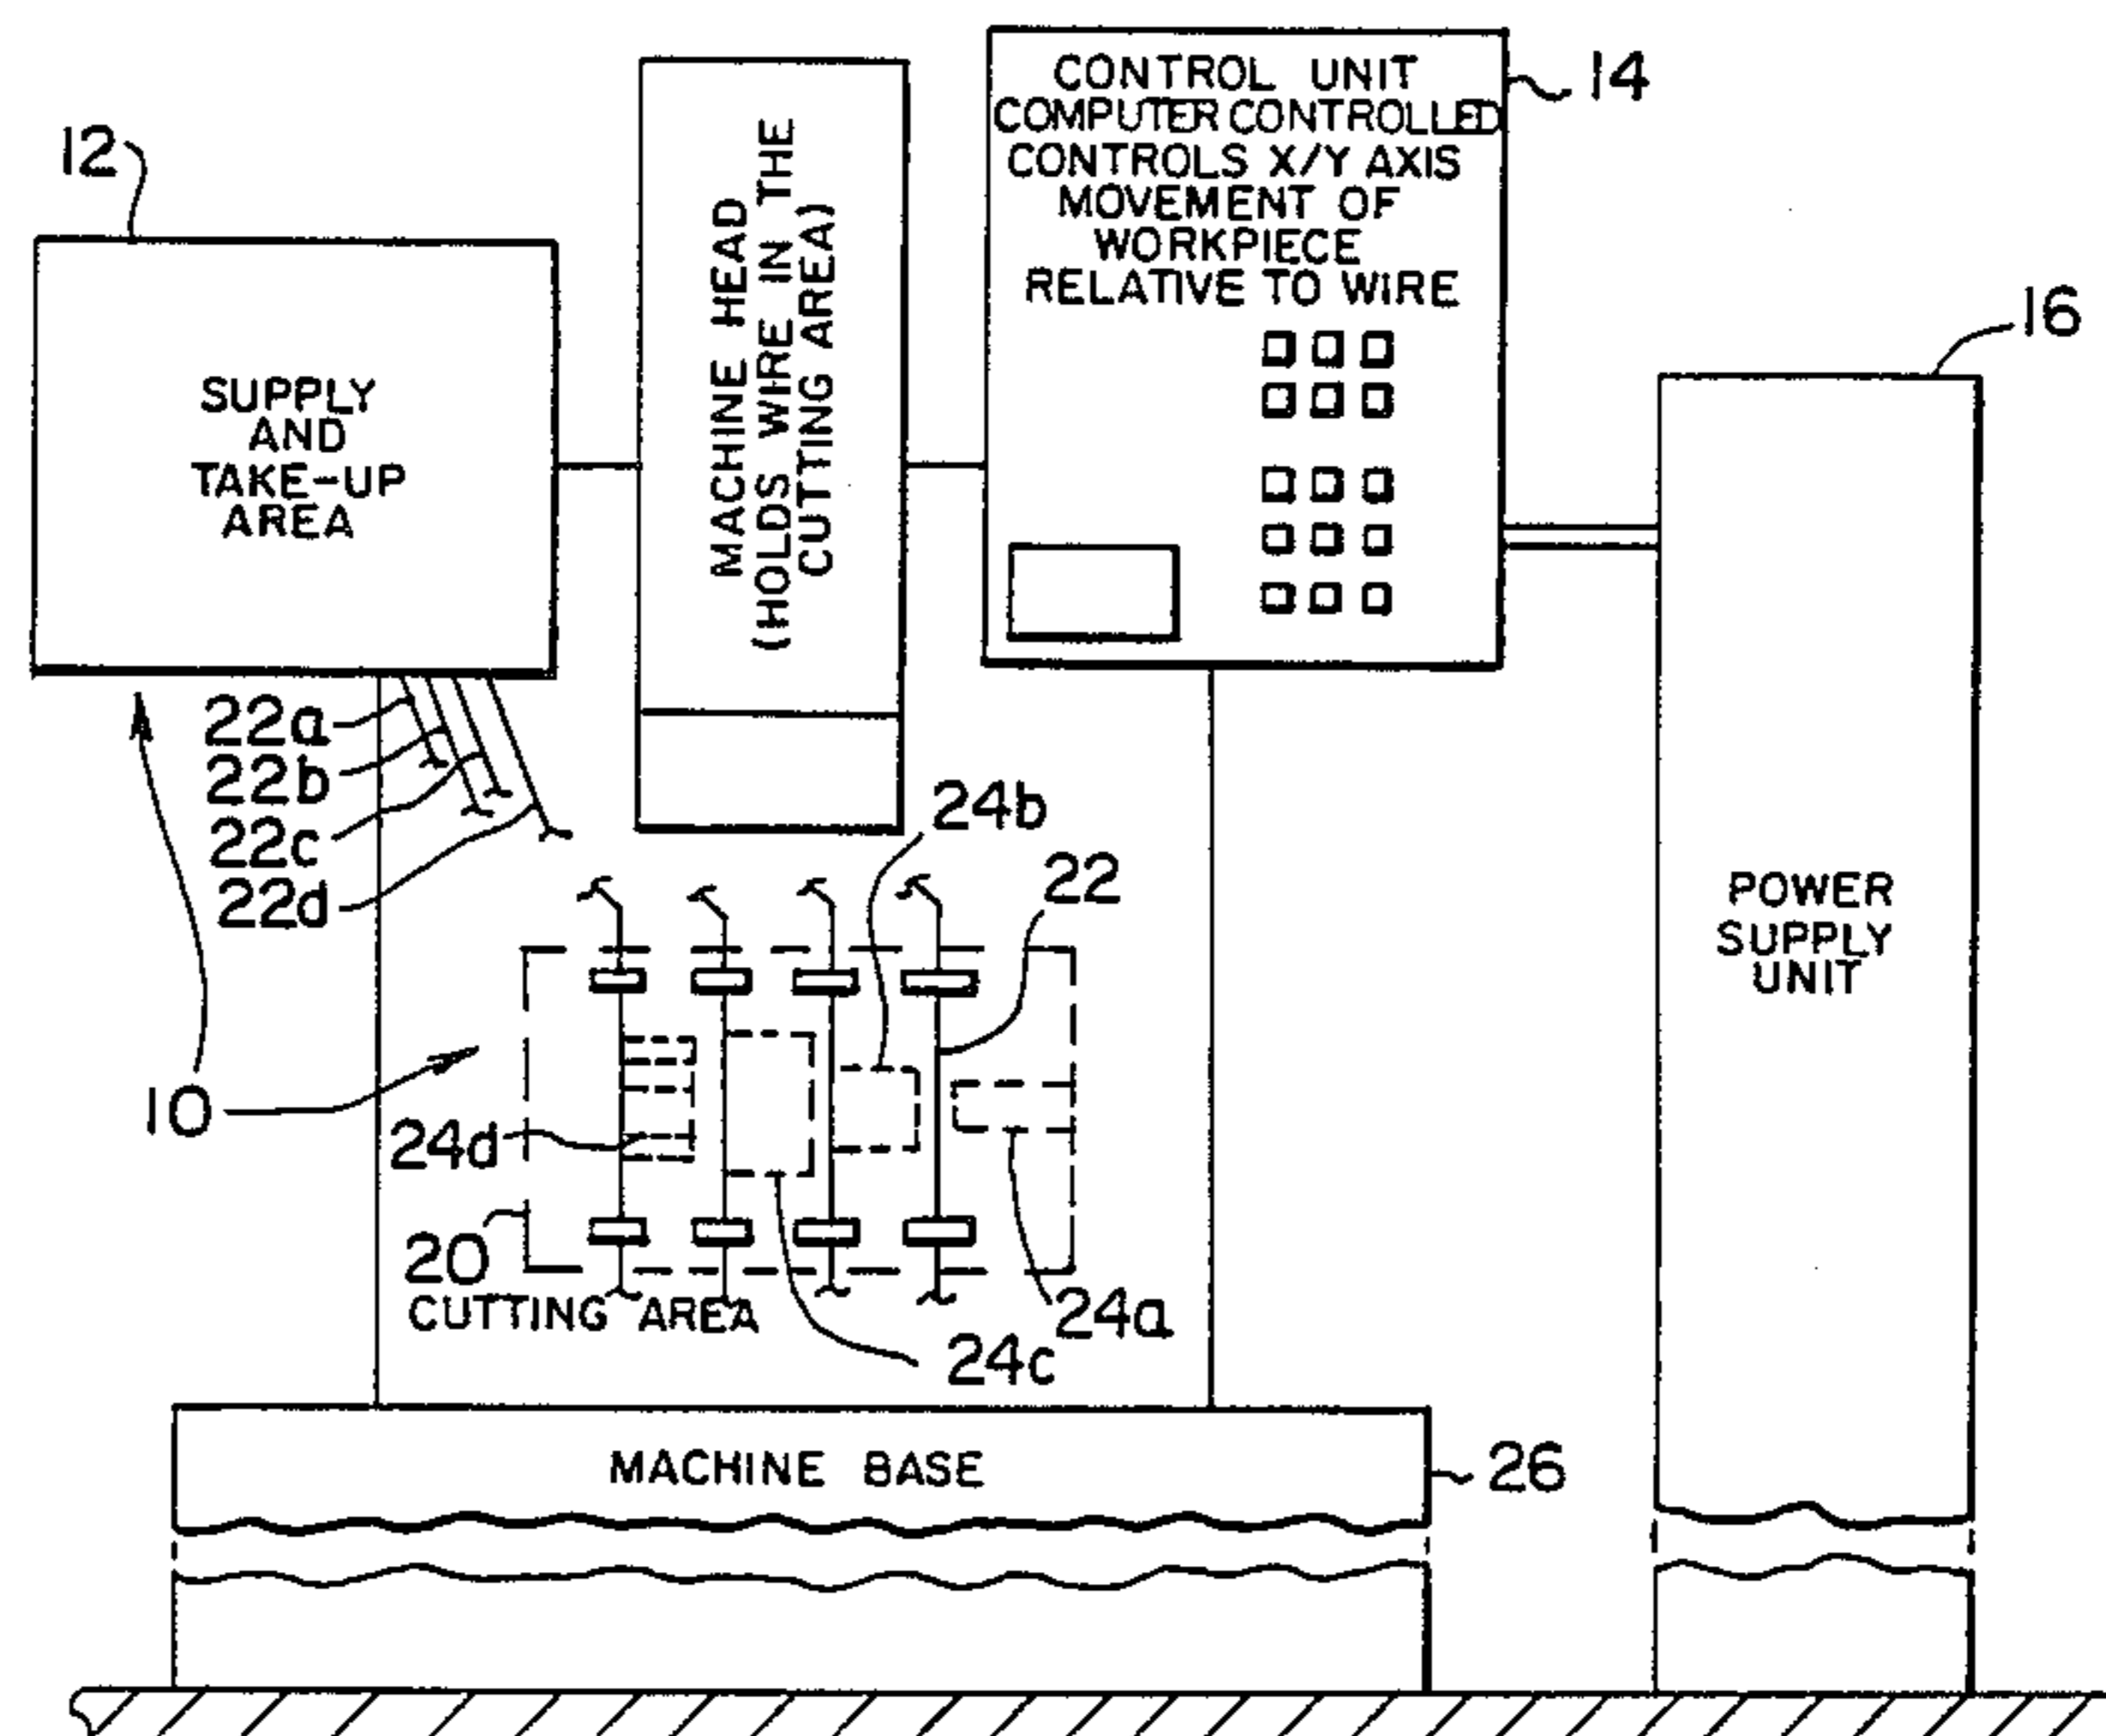 12
SUPPLY
AND
TAKE-UP
AREA
MACHINE HEAD
(HOLDS WIRE IN THE
CUTTING AREA)
CONTROL UNIT
COMPUTER CONTROLLED
CONTROLS X/Y AXIS
MOVEMENT OF
WORKPIECE
RELATIVE TO WIRE
14
16
POWER
SUPPLY
UNIT
22a
22b
22c
22d
24b
22
10
24d
20
CUTTING AREA
24a
24c
MACHINE BASE
26